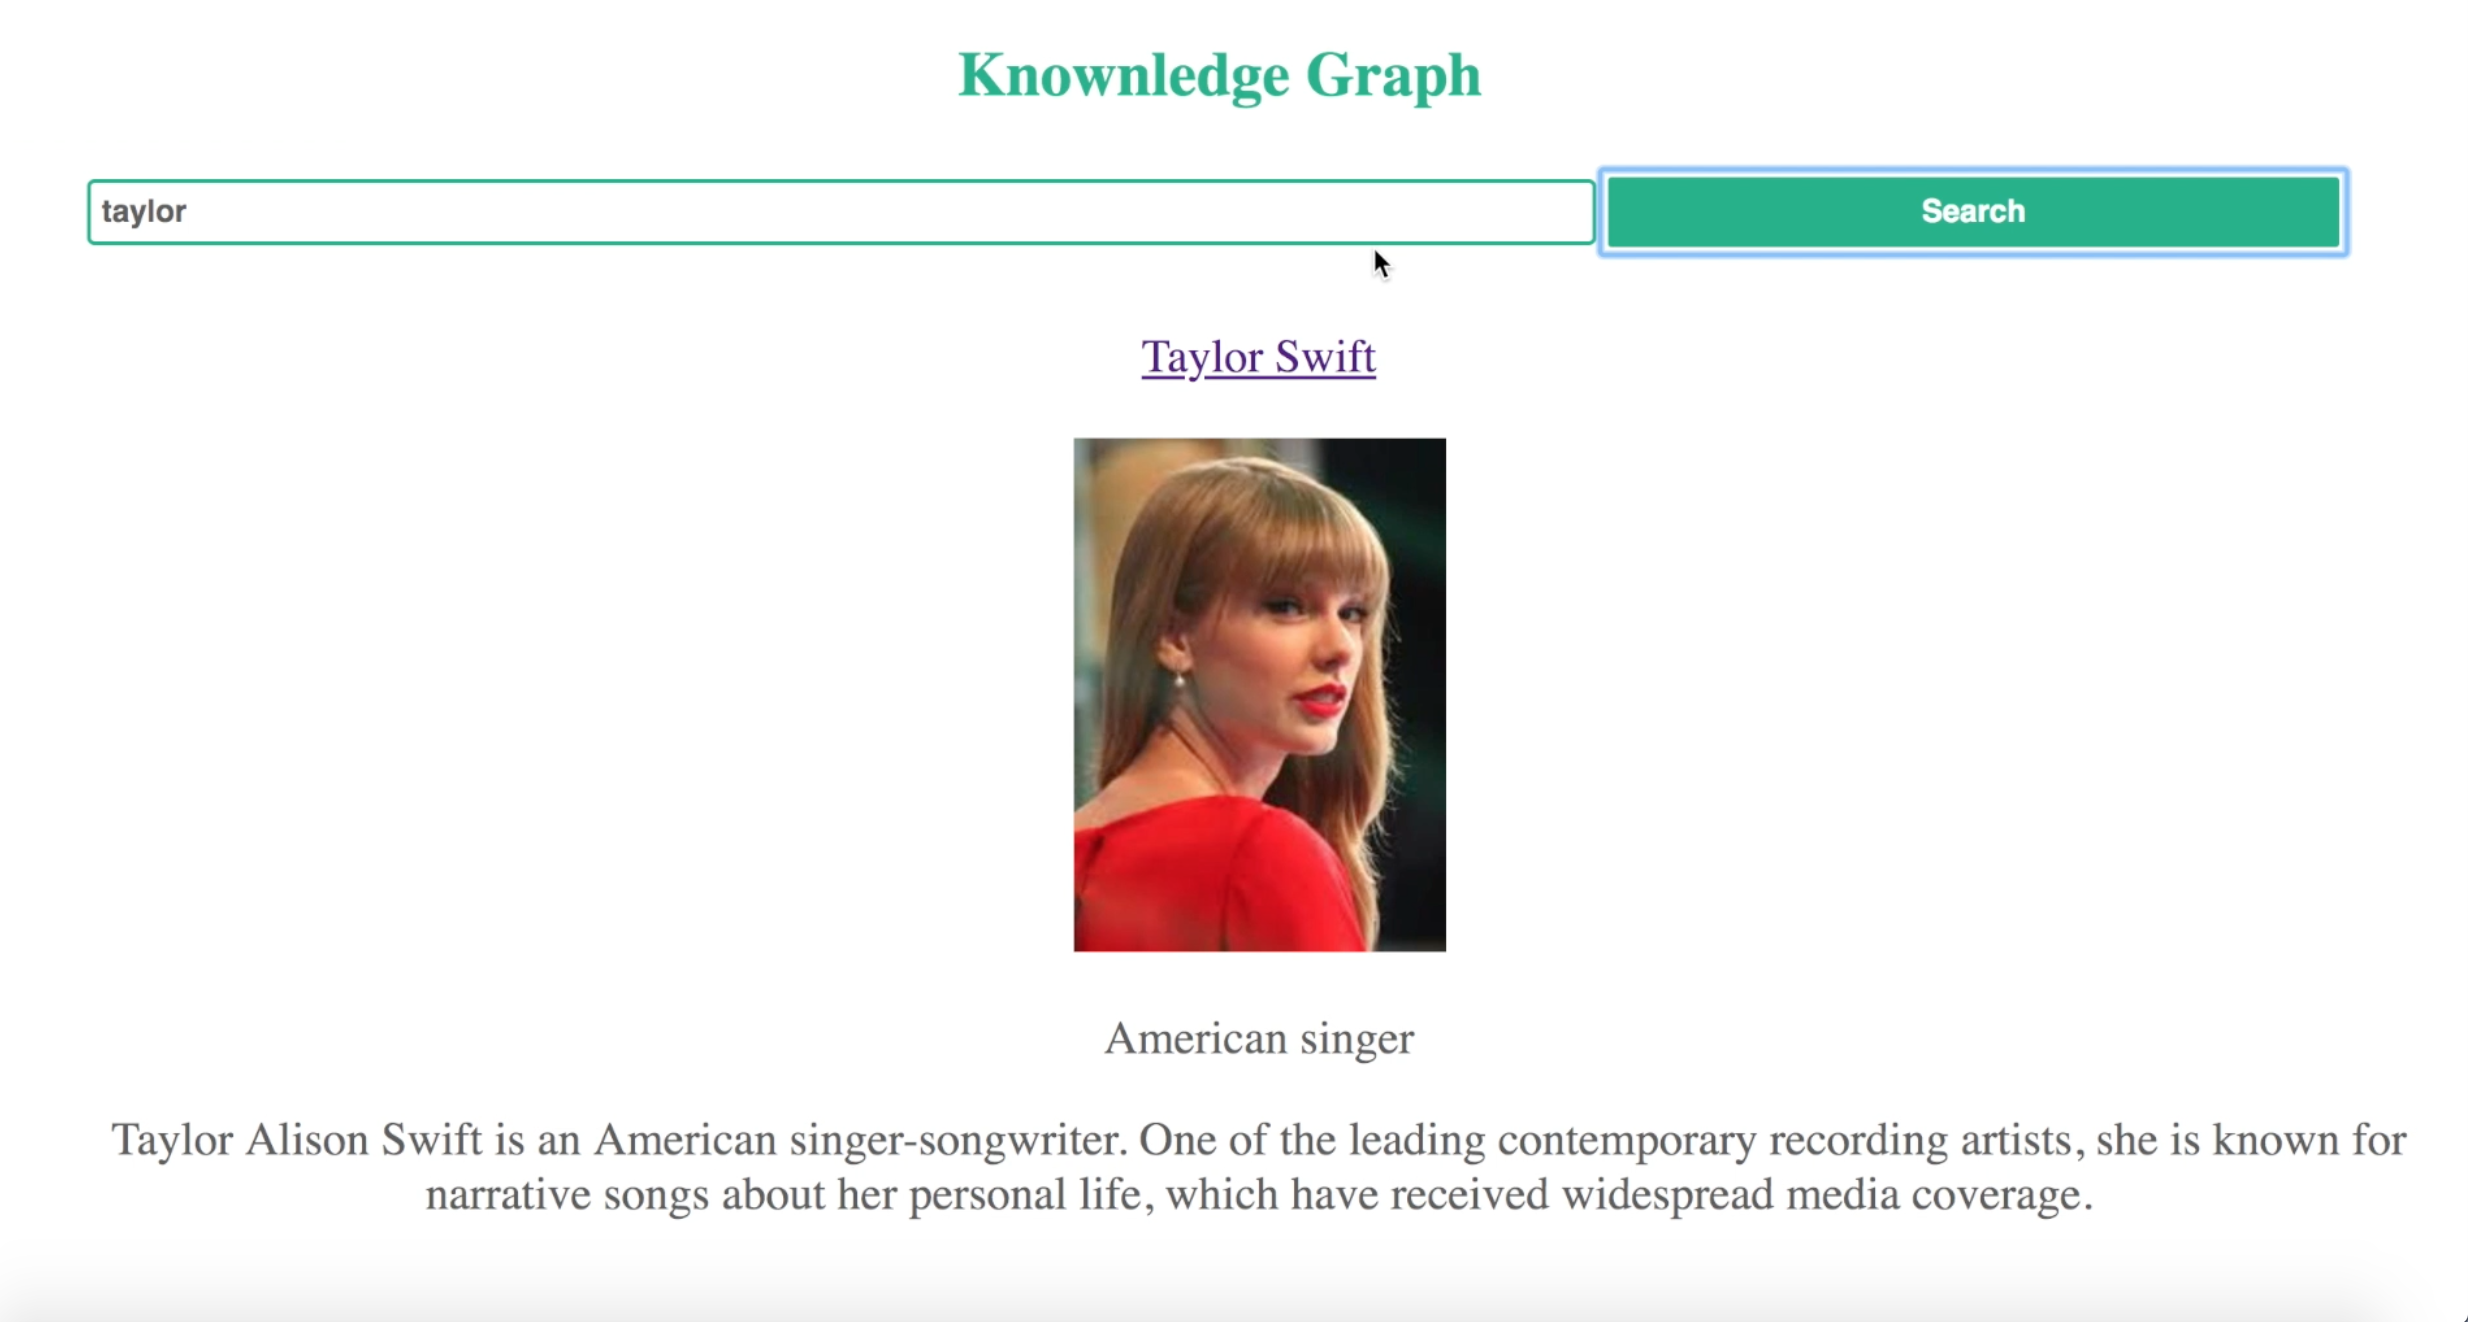 Knownledge Graph
taylor
Search
Taylor Swift
American singer
Taylor Alison Swift is an American singer-songwriter. One of the leading contemporary recording artists, she is known for
narrative songs about her personal life, which have received widespread media coverage.